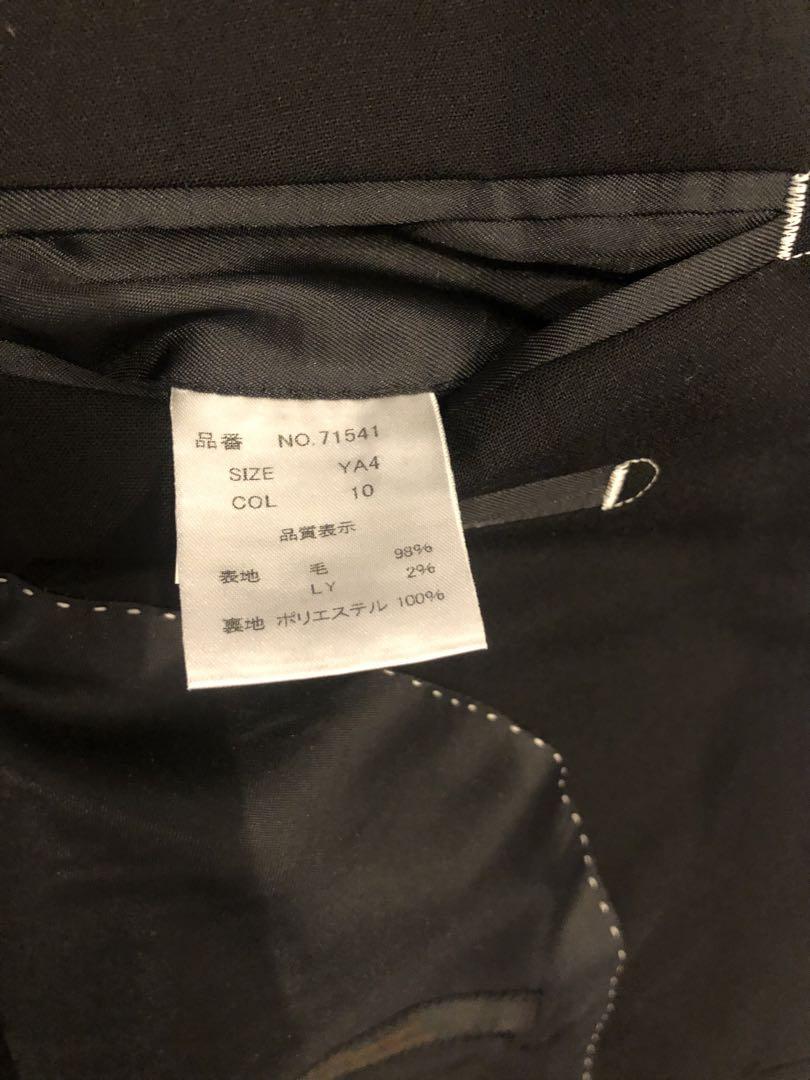 品番 NO.71541
SIZE YA4
COL 10
品質表示
表地 毛 98%
LY 2%
裏地 ポリエステル 100%